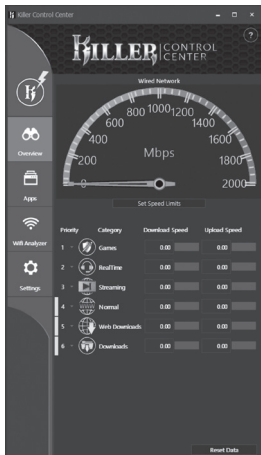 Killer Control Center
KILLER CONTROL CENTER
?
Wired Network
0 200 400 600 800 1000 1200 1400 1600 1800 2000
Mbps
Set Speed Limits
Overview
Apps
Wifi Analyzer
Settings
Priority Category Download Speed Upload Speed
1 Games 0.00 0.00
2 RealTime 0.00 0.00
3 Streaming 0.00 0.00
4 Normal 0.00 0.00
5 Web Downloads 0.00 0.00
6 Downloads 0.00 0.00
Reset Data